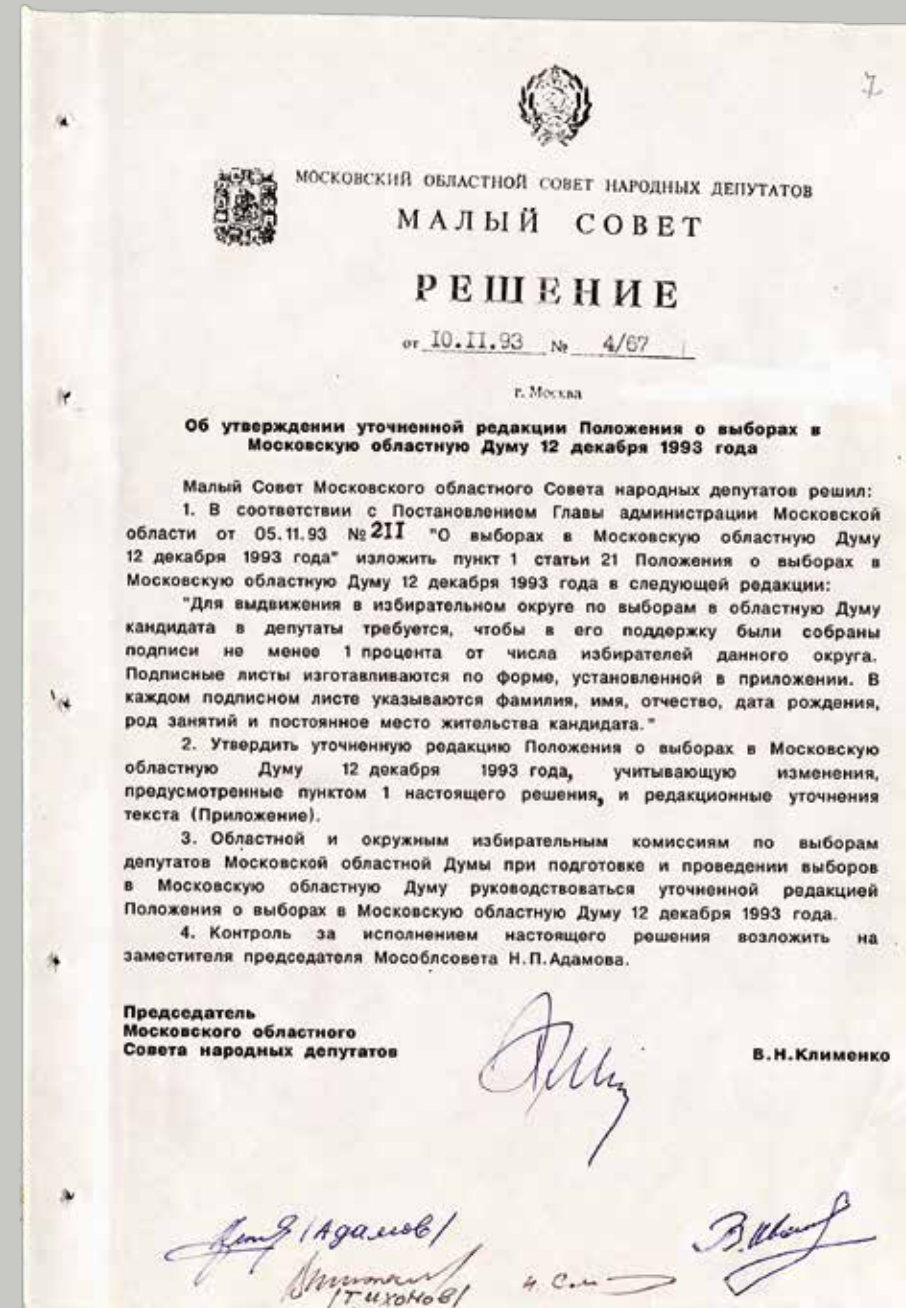 7
МОСКОВСКИЙ ОБЛАСТНОЙ СОВЕТ НАРОДНЫХ ДЕПУТАТОВ
МАЛЫЙ СОВЕТ
РЕШЕНИЕ
от 10.11.93 № 4/67
г. Москва
Об утверждении уточненной редакции Положения о выборах в
Московскую областную Думу 12 декабря 1993 года
Малый Совет Московского областного Совета народных депутатов решил:
1. В соответствии с Постановлением Главы администрации Московской
области от 05.11.93 №211 "О выборах в Московскую областную Думу
12 декабря 1993 года" изложить пункт 1 статьи 21 Положения о выборах в
Московскую областную Думу 12 декабря 1993 года в следующей редакции:
"Для выдвижения в избирательном округе по выборам в областную Думу
кандидата в депутаты требуется, чтобы в его поддержку были собраны
подписи не менее 1 процента от числа избирателей данного округа.
Подписные листы изготавливаются по форме, установленной в приложении. В
каждом подписном листе указываются фамилия, имя, отчество, дата рождения,
род занятий и постоянное место жительства кандидата."
2. Утвердить уточненную редакцию Положения о выборах в Московскую
областную Думу 12 декабря 1993 года, учитывающую изменения,
предусмотренные пунктом 1 настоящего решения, и редакционные уточнения
текста (Приложение).
3. Областной и окружным избирательным комиссиям по выборам
депутатов Московской областной Думы при подготовке и проведении выборов
в Московскую областную Думу руководствоваться уточненной редакцией
Положения о выборах в Московскую областную Думу 12 декабря 1993 года.
4. Контроль за исполнением настоящего решения возложить на
заместителя председателя Мособлсовета Н.П.Адамова.
Председатель
Московского областного
Совета народных депутатов В.Н.Клименко
/Адамов/
/Тихонов/